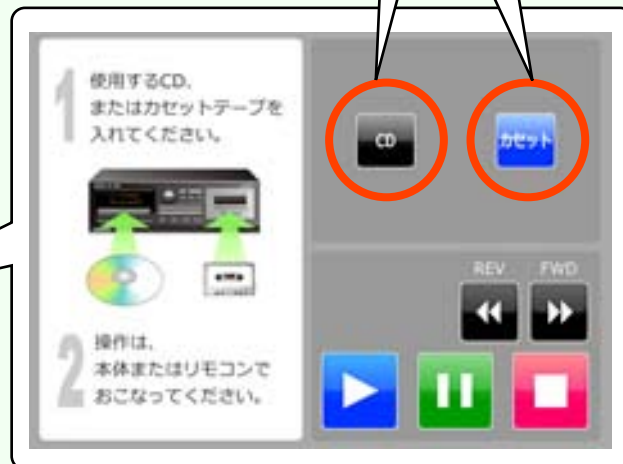 1
使用するCD、
またはカセットテープを
入れてください。
2
操作は、
本体またはリモコンで
おこなってください。
CD
カセット
REV
FWD